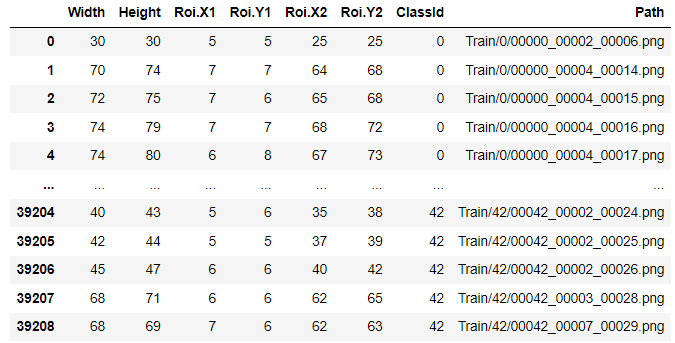 Width Height Roi.X1 Roi.Y1 Roi.X2 Roi.Y2 ClassId Path
0 30 30 5 5 25 25 0 Train/0/00000_00002_00006.png
1 70 74 7 7 64 68 0 Train/0/00000_00004_00014.png
2 72 75 7 6 65 68 0 Train/0/00000_00004_00015.png
3 74 79 7 7 68 72 0 Train/0/00000_00004_00016.png
4 74 80 6 8 67 73 0 Train/0/00000_00004_00017.png
... ... ... ... ... ... ... ... ...
39204 40 43 5 6 35 38 42 Train/42/00042_00002_00024.png
39205 42 44 5 5 37 39 42 Train/42/00042_00002_00025.png
39206 45 47 6 6 40 42 42 Train/42/00042_00002_00026.png
39207 68 71 6 6 62 65 42 Train/42/00042_00003_00028.png
39208 68 69 7 6 62 63 42 Train/42/00042_00007_00029.png